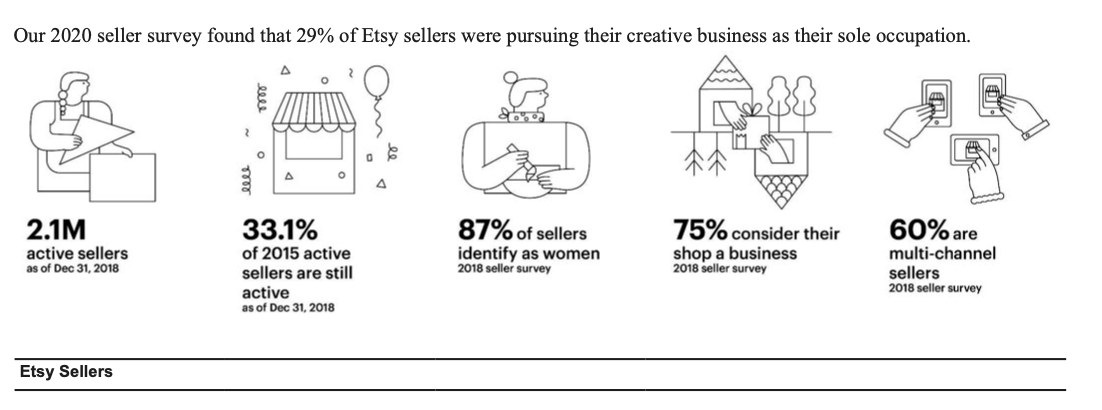 Our 2020 seller survey found that 29% of Etsy sellers were pursuing their creative business as their sole occupation.
2.1M
active sellers
as of Dec 31, 2018
33.1%
of 2015 active
sellers are still
active
as of Dec 31, 2018
87% of sellers
identify as women
2018 seller survey
75% consider their
shop a business
2018 seller survey
60% are
multi-channel
sellers
2018 seller survey
Etsy Sellers